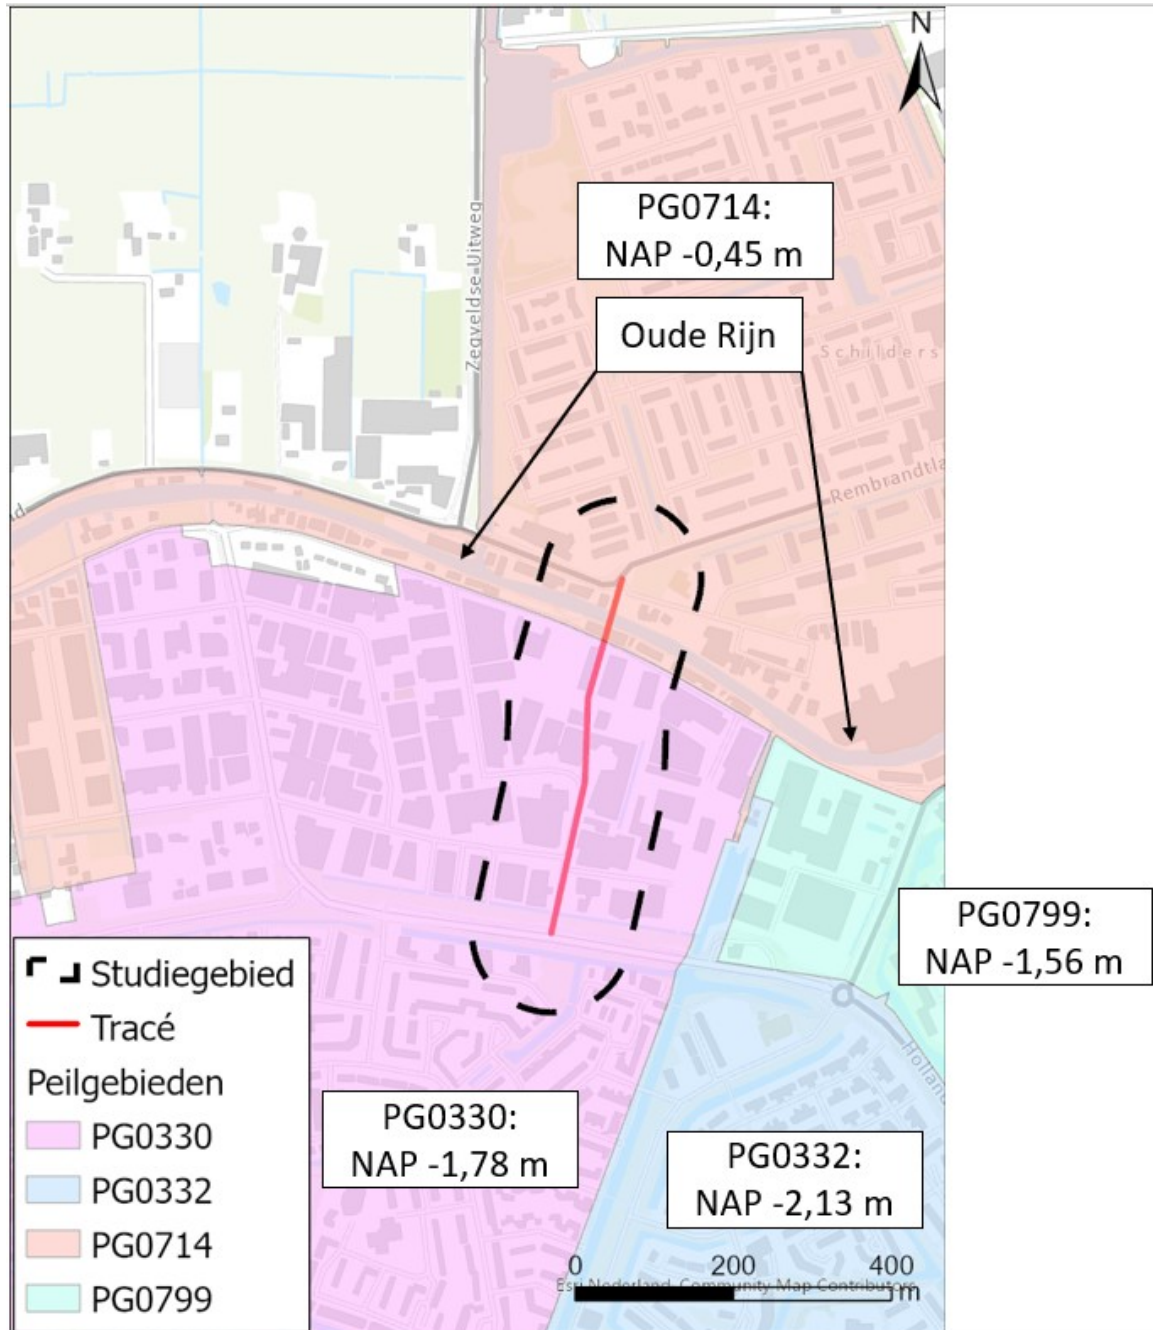 N
PG0714:
NAP -0,45 m
Zegveldse Uitweg
Oude Rijn
Schilders
Rembrandtla
ld
PG0799:
NAP -1,56 m
Studiegebied
Tracé
Peilgebieden
PG0330
PG0332
PG0714
PG0799
PG0330:
NAP -1,78 m
Holland
PG0332:
NAP -2,13 m
0 200 400
Esri Nederland, Community Map Contributors
m